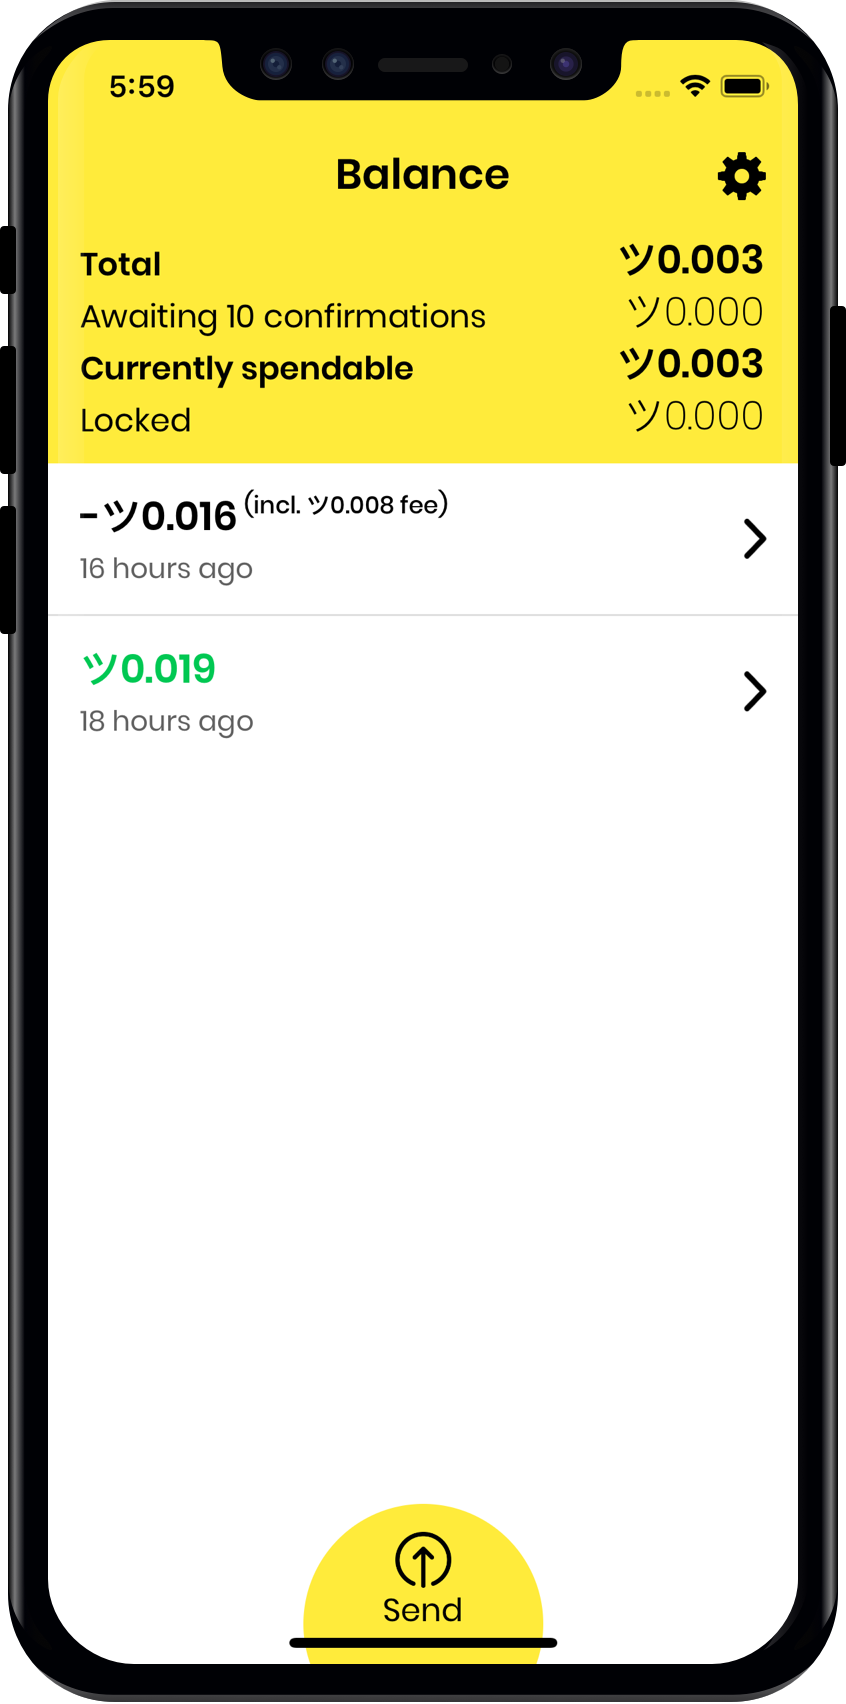 5:59
Balance
Total ツ0.003
Awaiting 10 confirmations ツ0.000
Currently spendable ツ0.003
Locked ツ0.000
-ツ0.016 (incl. ツ0.008 fee)
16 hours ago
ツ0.019
18 hours ago
Send